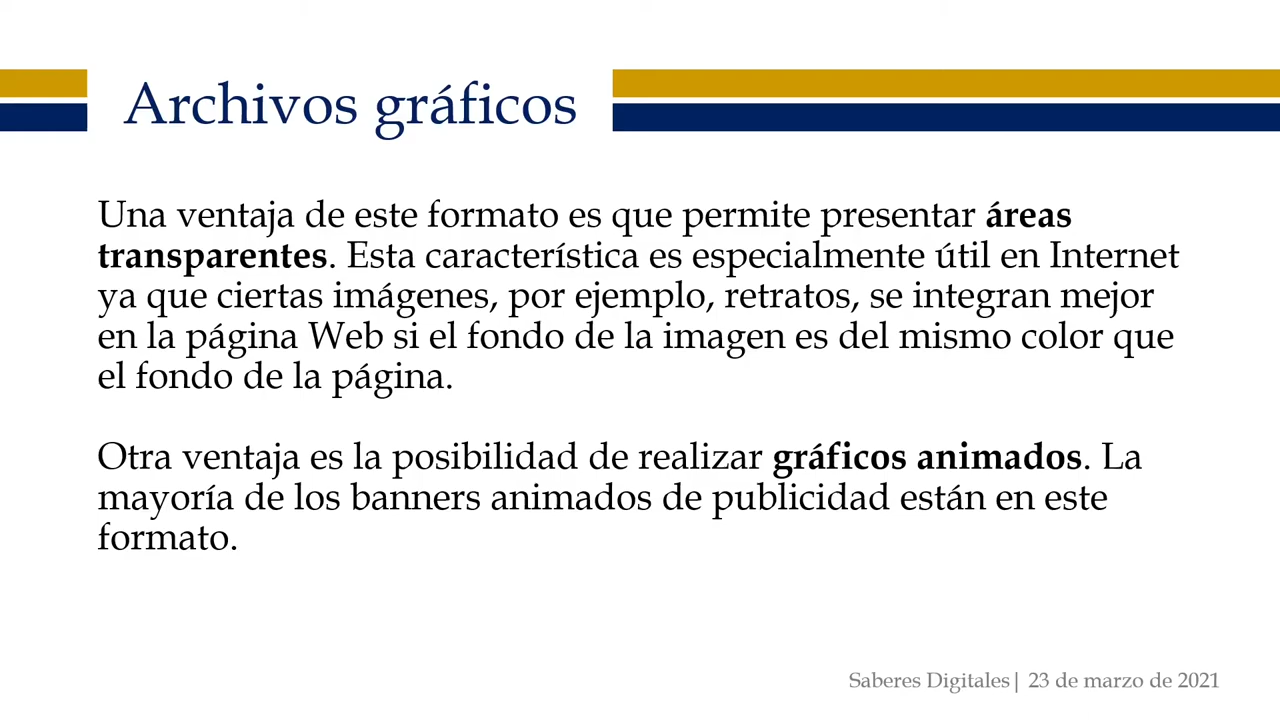 Archivos gráficos
Una ventaja de este formato es que permite presentar áreas
transparentes. Esta característica es especialmente útil en Internet
ya que ciertas imágenes, por ejemplo, retratos, se integran mejor
en la página Web si el fondo de la imagen es del mismo color que
el fondo de la página.
Otra ventaja es la posibilidad de realizar gráficos animados. La
mayoría de los banners animados de publicidad están en este
formato.
Saberes Digitales| 23 de marzo de 2021